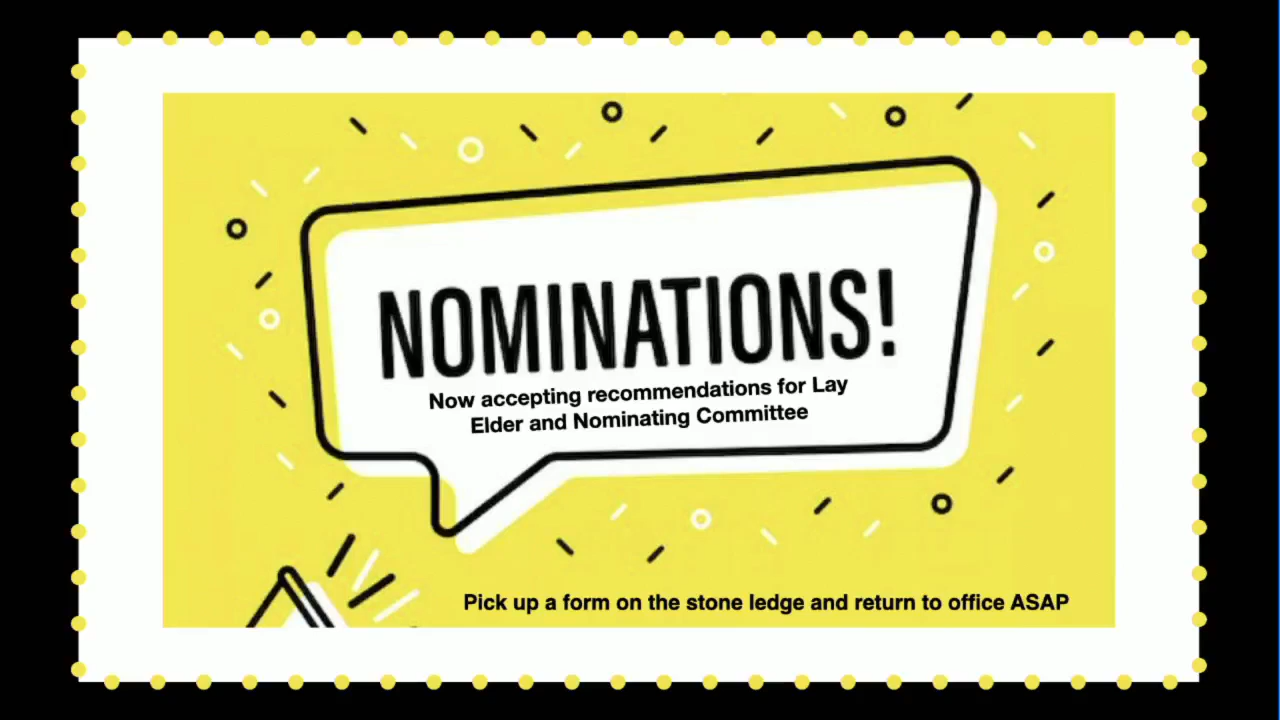 NOMINATIONS!
Now accepting recommendations for Lay
Elder and Nominating Committee
Pick up a form on the stone ledge and return to office ASAP